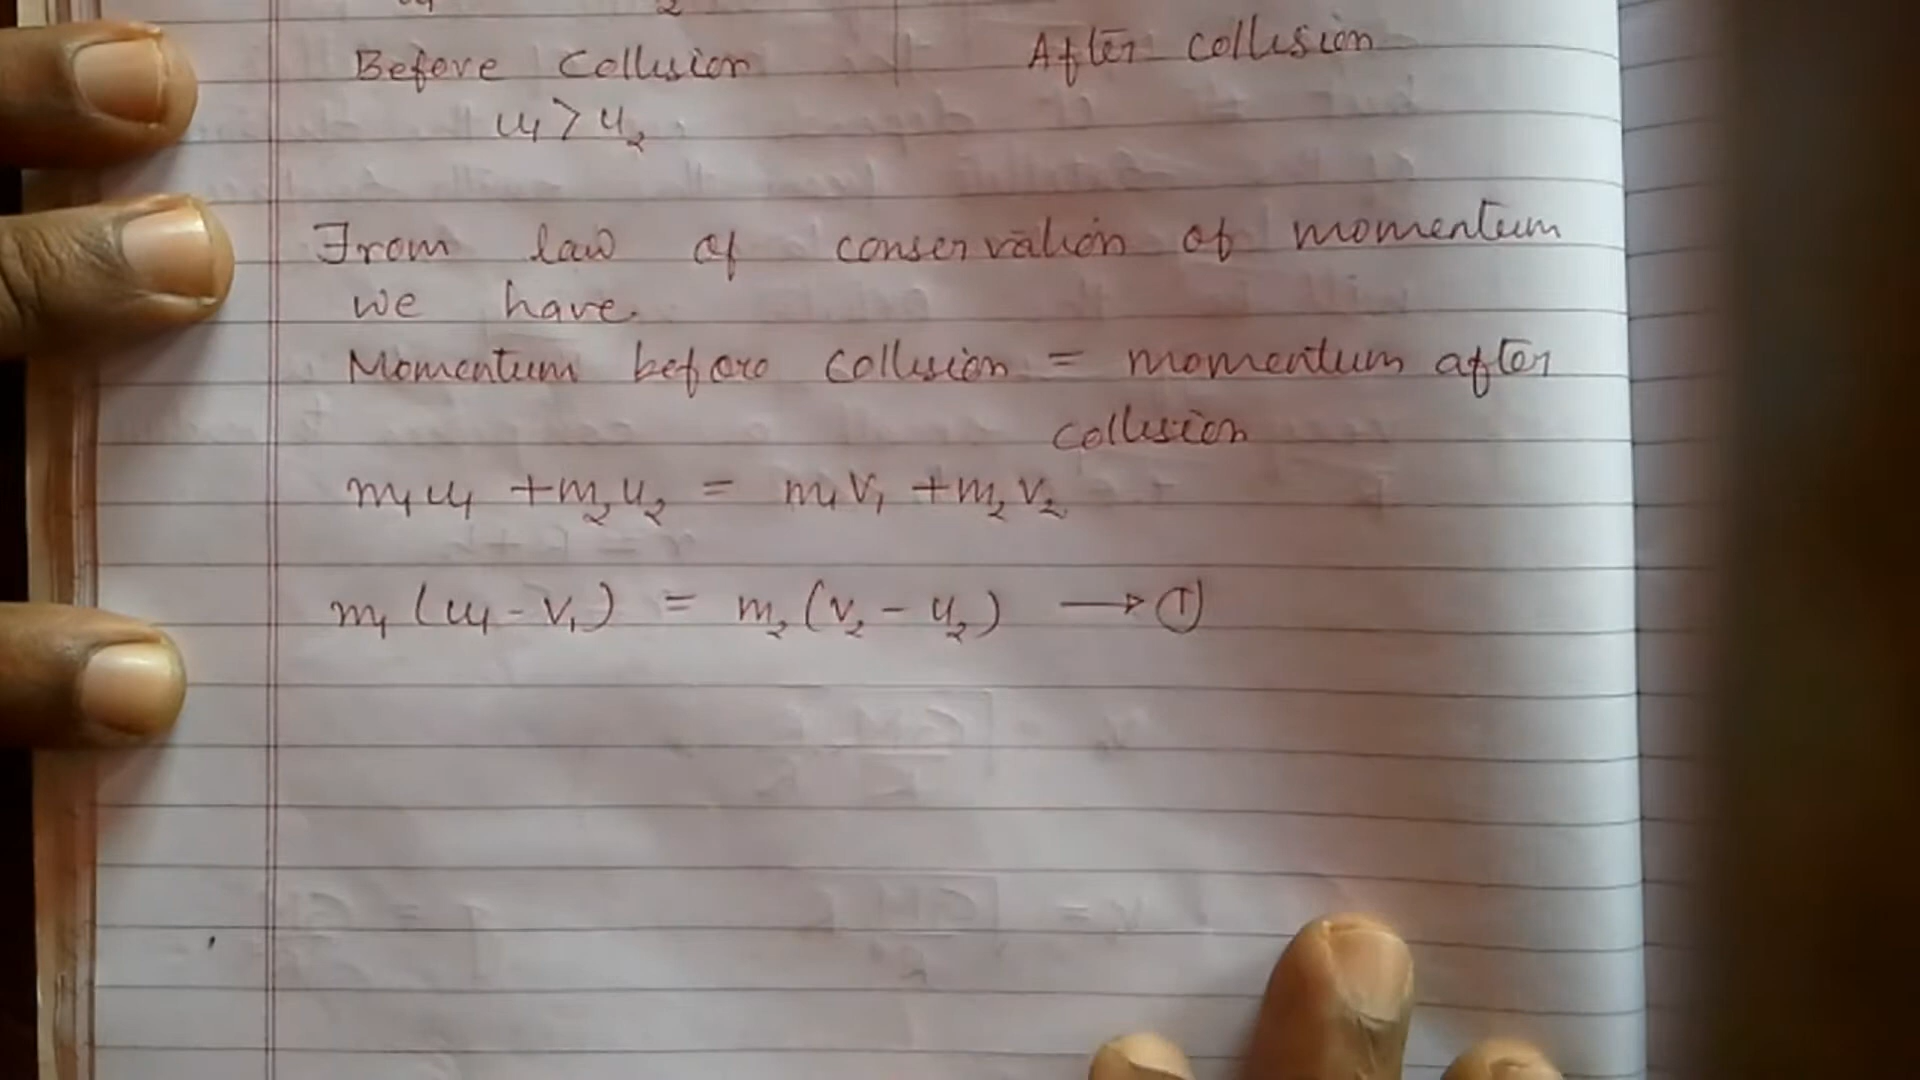 Before Collision After collision
u₁ > u₂
From law of conservation of momentum
we have.
Momentum before collision = momentum after
collision
m₁u₁ + m₂u₂ = m₁v₁ + m₂v₂
m₁(u₁ - v₁) = m₂(v₂ - u₂) → ①